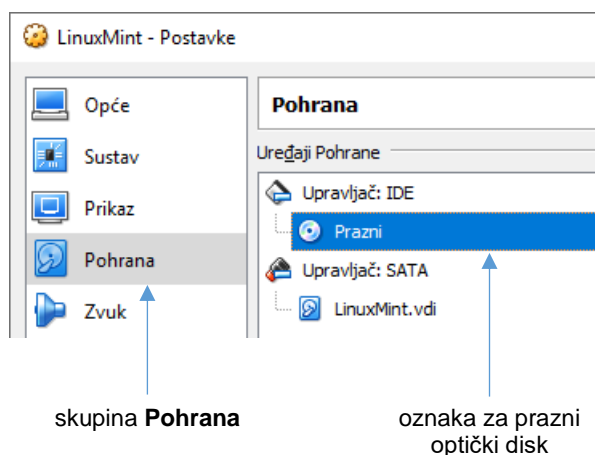 LinuxMint - Postavke
Opće
Sustav
Prikaz
Pohrana
Zvuk
Pohrana
Uređaji Pohrane
Upravljač: IDE
Prazni
Upravljač: SATA
LinuxMint.vdi
skupina Pohrana
oznaka za prazni
optički disk